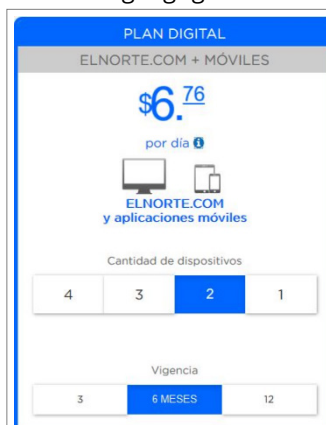 PLAN DIGITAL
ELNORTE.COM + MÓVILES
$6.76
por día
ELNORTE.COM
y aplicaciones móviles
Cantidad de dispositivos
4 3 2 1
Vigencia
3 6 MESES 12